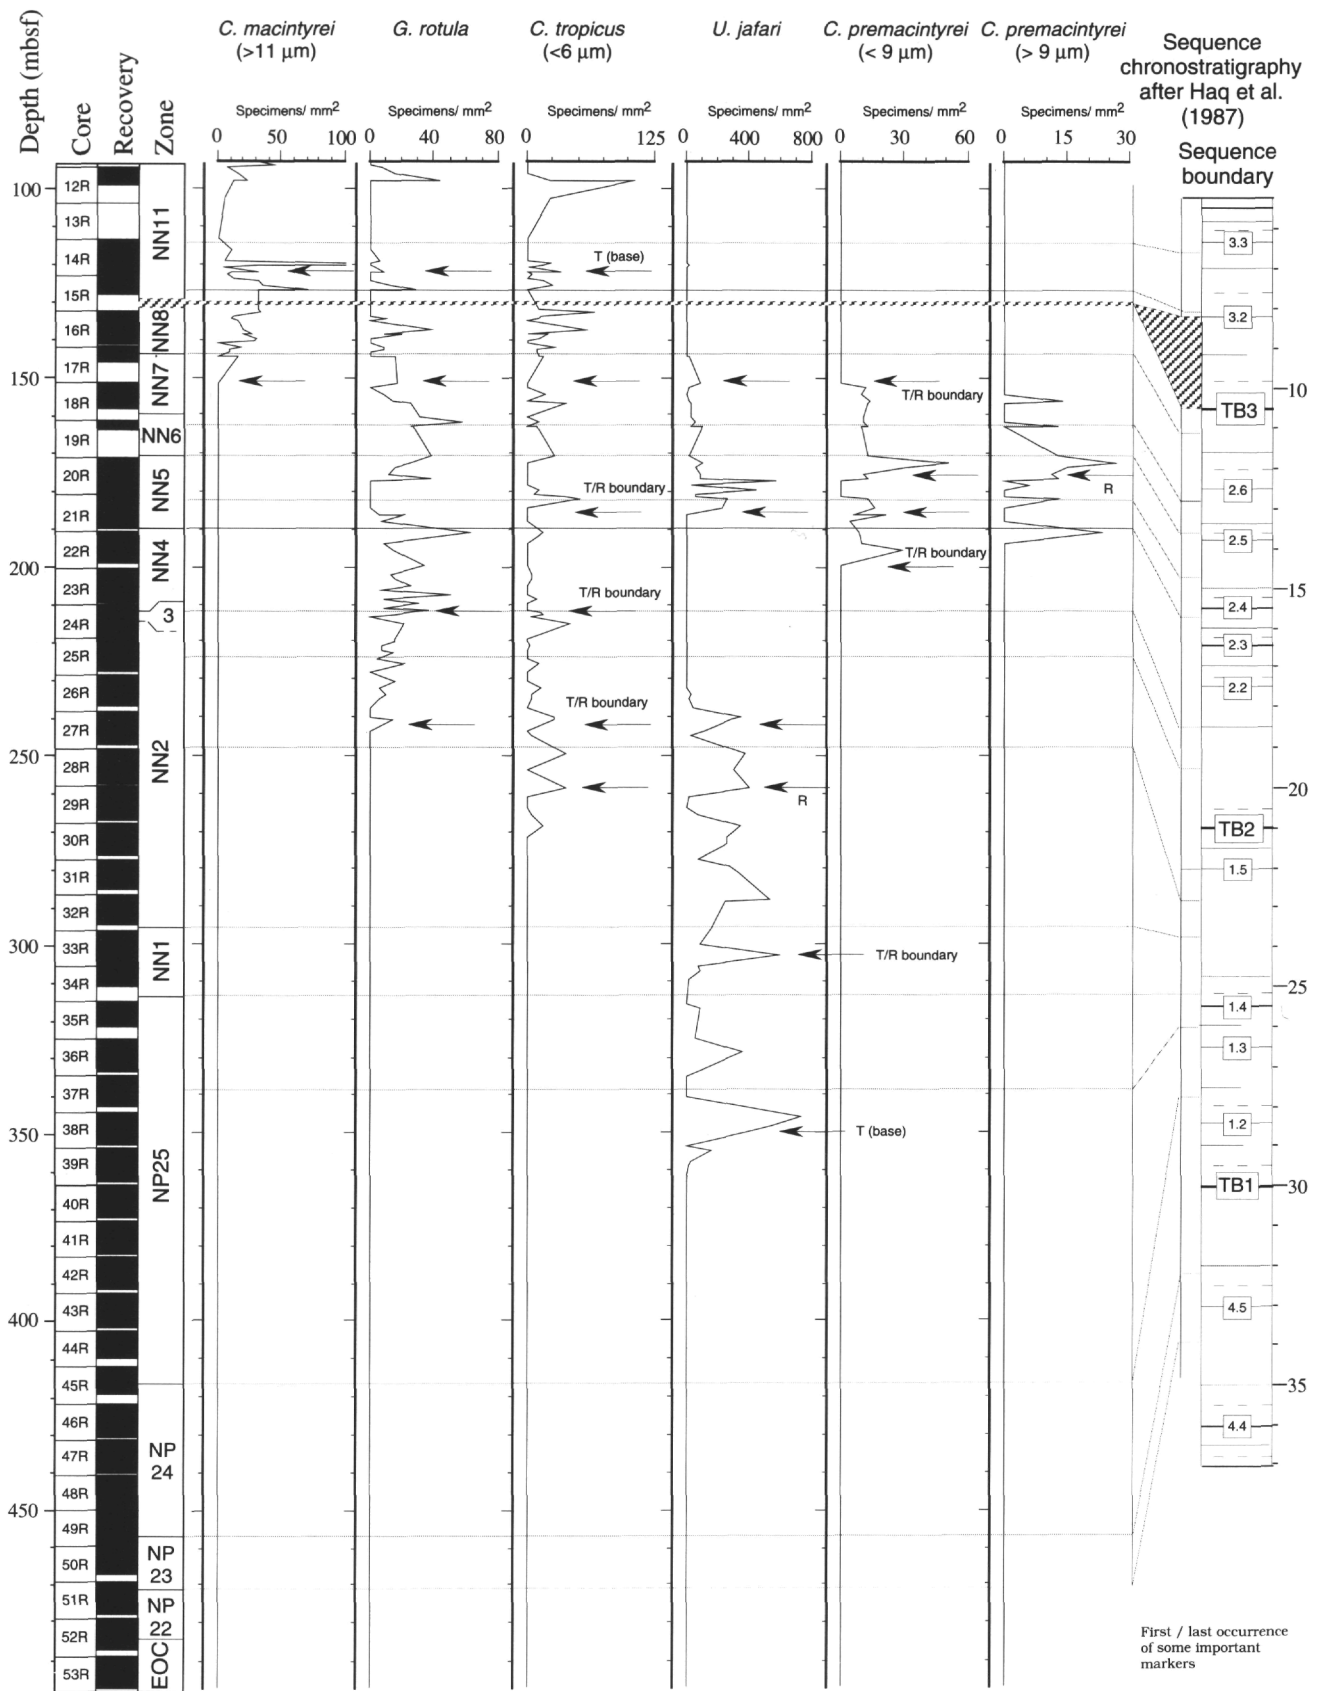 Depth (mbsf)
Core
Recovery
Zone
C. macintyrei
(>11 µm)
G. rotula
C. tropicus
(<6 µm)
U. jafari
C. premacintyrei
(< 9 µm)
C. premacintyrei
(> 9 µm)
Sequence
chronostratigraphy
after Haq et al.
(1987)
Sequence
boundary
Specimens/ mm2
Specimens/ mm2
Specimens/ mm2
Specimens/ mm2
Specimens/ mm2
Specimens/ mm2
0 50 100
0 40 80
0 125
0 400 800
0 30 60
0 15 30
100
150
200
250
300
350
400
450
12R
13R
14R
15R
16R
17R
18R
19R
20R
21R
22R
23R
24R
25R
26R
27R
28R
29R
30R
31R
32R
33R
34R
35R
36R
37R
38R
39R
40R
41R
42R
43R
44R
45R
46R
47R
48R
49R
50R
51R
52R
53R
NN11
NN8
NN7
NN6
NN5
NN4
3
NN2
NN1
NP25
NP
24
NP
23
NP
22
EOC
T (base)
T/R boundary
T/R boundary
T/R boundary
R
T/R boundary
T (base)
T/R boundary
T/R boundary
R
3.3
3.2
TB3
2.6
2.5
2.4
2.3
2.2
TB2
1.5
1.4
1.3
1.2
TB1
4.5
4.4
10
15
20
25
30
35
First / last occurrence
of some important
markers